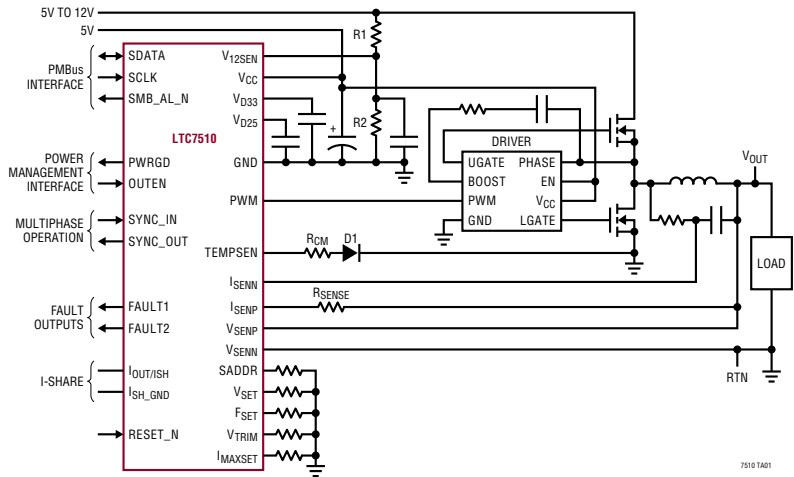 5V TO 12V
5V
R1
SDATA
SCLK
SMB_AL_N
PMBus
INTERFACE
V12SEN
VCC
VD33
VD25
LTC7510
R2
+
GND
PWRGD
OUTEN
POWER
MANAGEMENT
INTERFACE
DRIVER
UGATE
PHASE
BOOST
EN
PWM
VCC
GND
LGATE
VOUT
LOAD
PWM
SYNC_IN
SYNC_OUT
MULTIPHASE
OPERATION
TEMPSEN
RCM
D1
ISENN
ISENP
RSENSE
VSENP
VSENN
FAULT1
FAULT2
FAULT
OUTPUTS
RTN
IOUT/ISH
ISH_GND
I-SHARE
SADDR
VSET
FSET
VTRIM
IMAXSET
RESET_N
7510 TA01